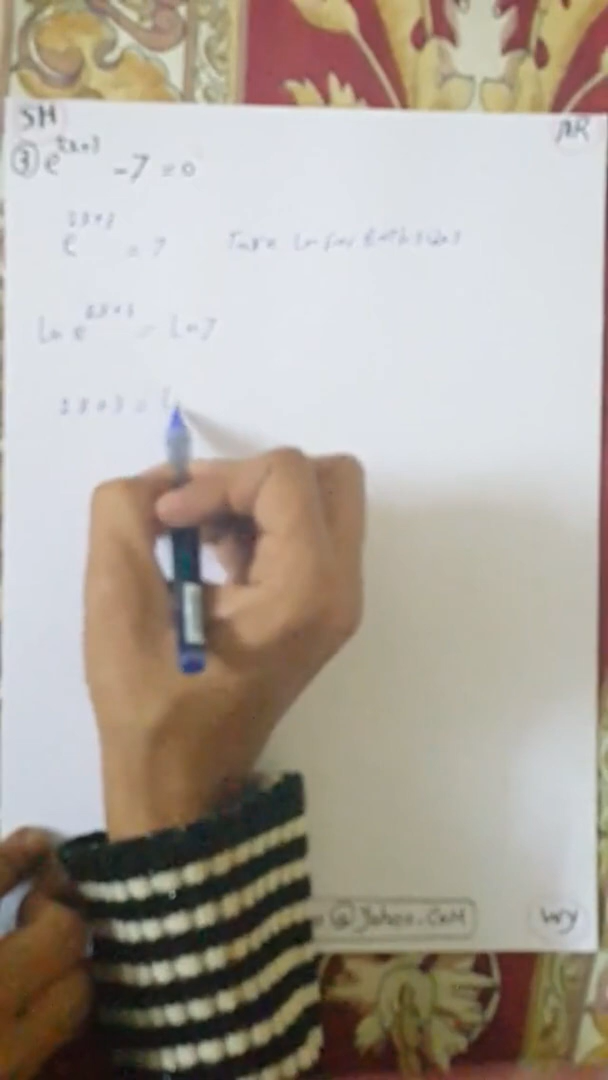 SH
AR
③ e^2x+3 - 7 = 0
e^2x+3 = 7 Take Ln for Both sides
Ln e^2x+3 = Ln 7
2x+3 = L
@Yahoo.Com
WY